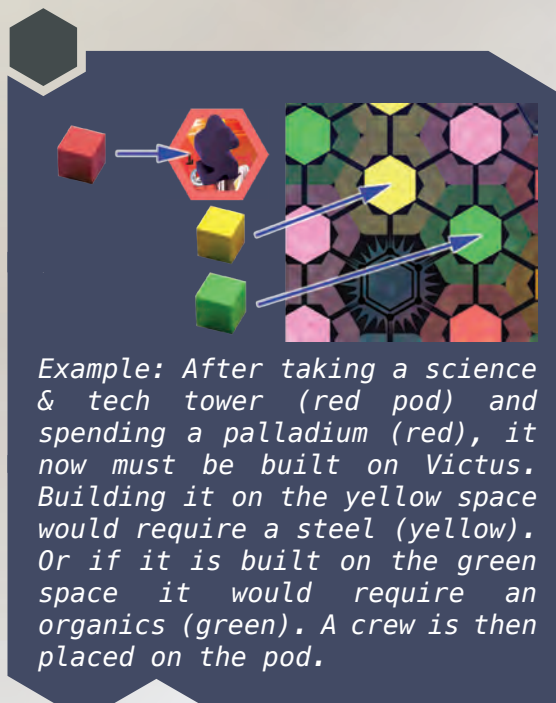 Example: After taking a science
& tech tower (red pod) and
spending a palladium (red), it
now must be built on Victus.
Building it on the yellow space
would require a steel (yellow).
Or if it is built on the green
space it would require an
organics (green). A crew is then
placed on the pod.